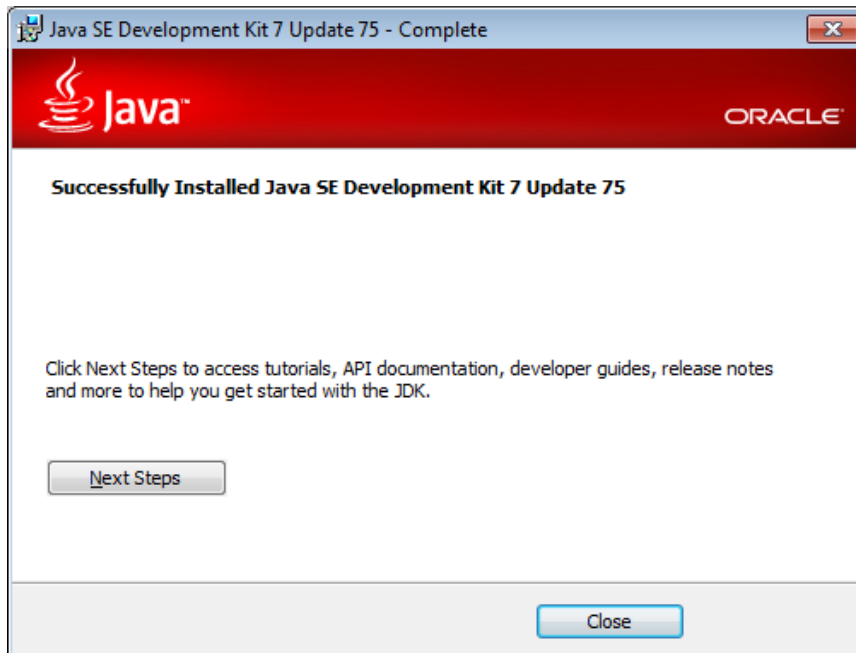 Java SE Development Kit 7 Update 75 - Complete
Java™
ORACLE
Successfully Installed Java SE Development Kit 7 Update 75
Click Next Steps to access tutorials, API documentation, developer guides, release notes
and more to help you get started with the JDK.
Next Steps
Close